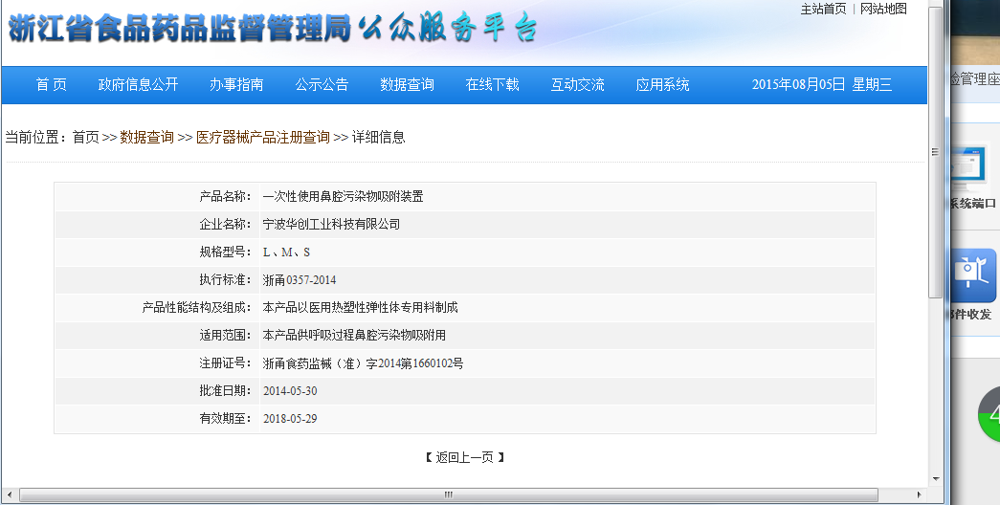 主站首页 | 网站地图
浙江省食品药品监督管理局公众服务平台
首 页 政府信息公开 办事指南 公示公告 数据查询 在线下载 互动交流 应用系统 2015年08月05日 星期三
当前位置：首页 >> 数据查询 >> 医疗器械产品注册查询 >> 详细信息
产品名称： 一次性使用鼻腔污染物吸附装置
企业名称： 宁波华创工业科技有限公司
规格型号： L、M、S
执行标准： 浙甬0357-2014
产品性能结构及组成： 本产品以医用热塑性弹性体专用料制成
适用范围： 本产品供呼吸过程鼻腔污染物吸附用
注册证号： 浙甬食药监械（准）字2014第1660102号
批准日期： 2014-05-30
有效期至： 2018-05-29
【 返回上一页 】
管理座
系统端口
件收发